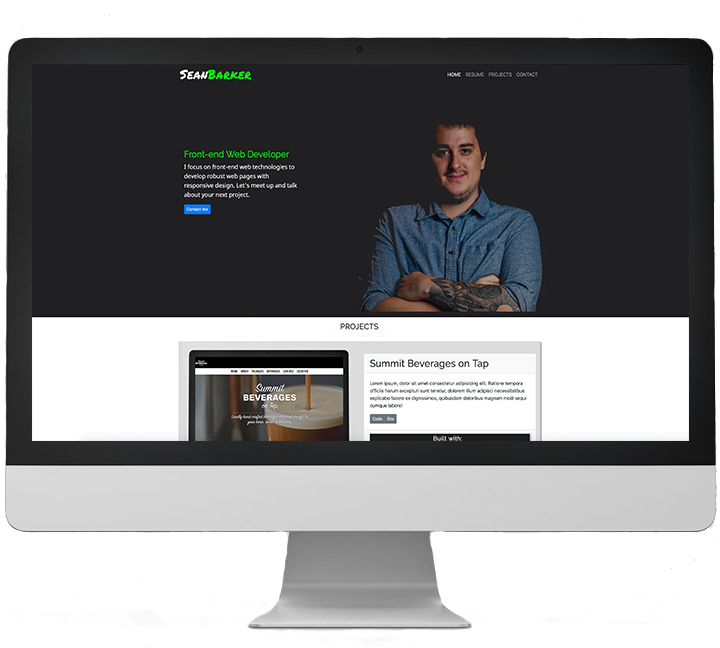 SeanBarker
HOME RESUME PROJECTS CONTACT
Front-end Web Developer
I focus on front-end web technologies to
develop robust web pages with
responsive design. Let's meet up and talk
about your next project.
Contact me
PROJECTS
HOME ABOUT PACKAGES BEVERAGES CONTACT LOCATION
Summit
BEVERAGES
on Tap
Summit Beverages on Tap
Lorem ipsum, dolor sit amet consectetur adipisicing elit. Ratione tempora
officiis harum excepturi sunt tenetur, dolorem illum adipisci necessitatibus
explicabo facere ex dignissimos, quibusdam doloribus magnam modi sequi
cumque labore!
Code Site
Built with: